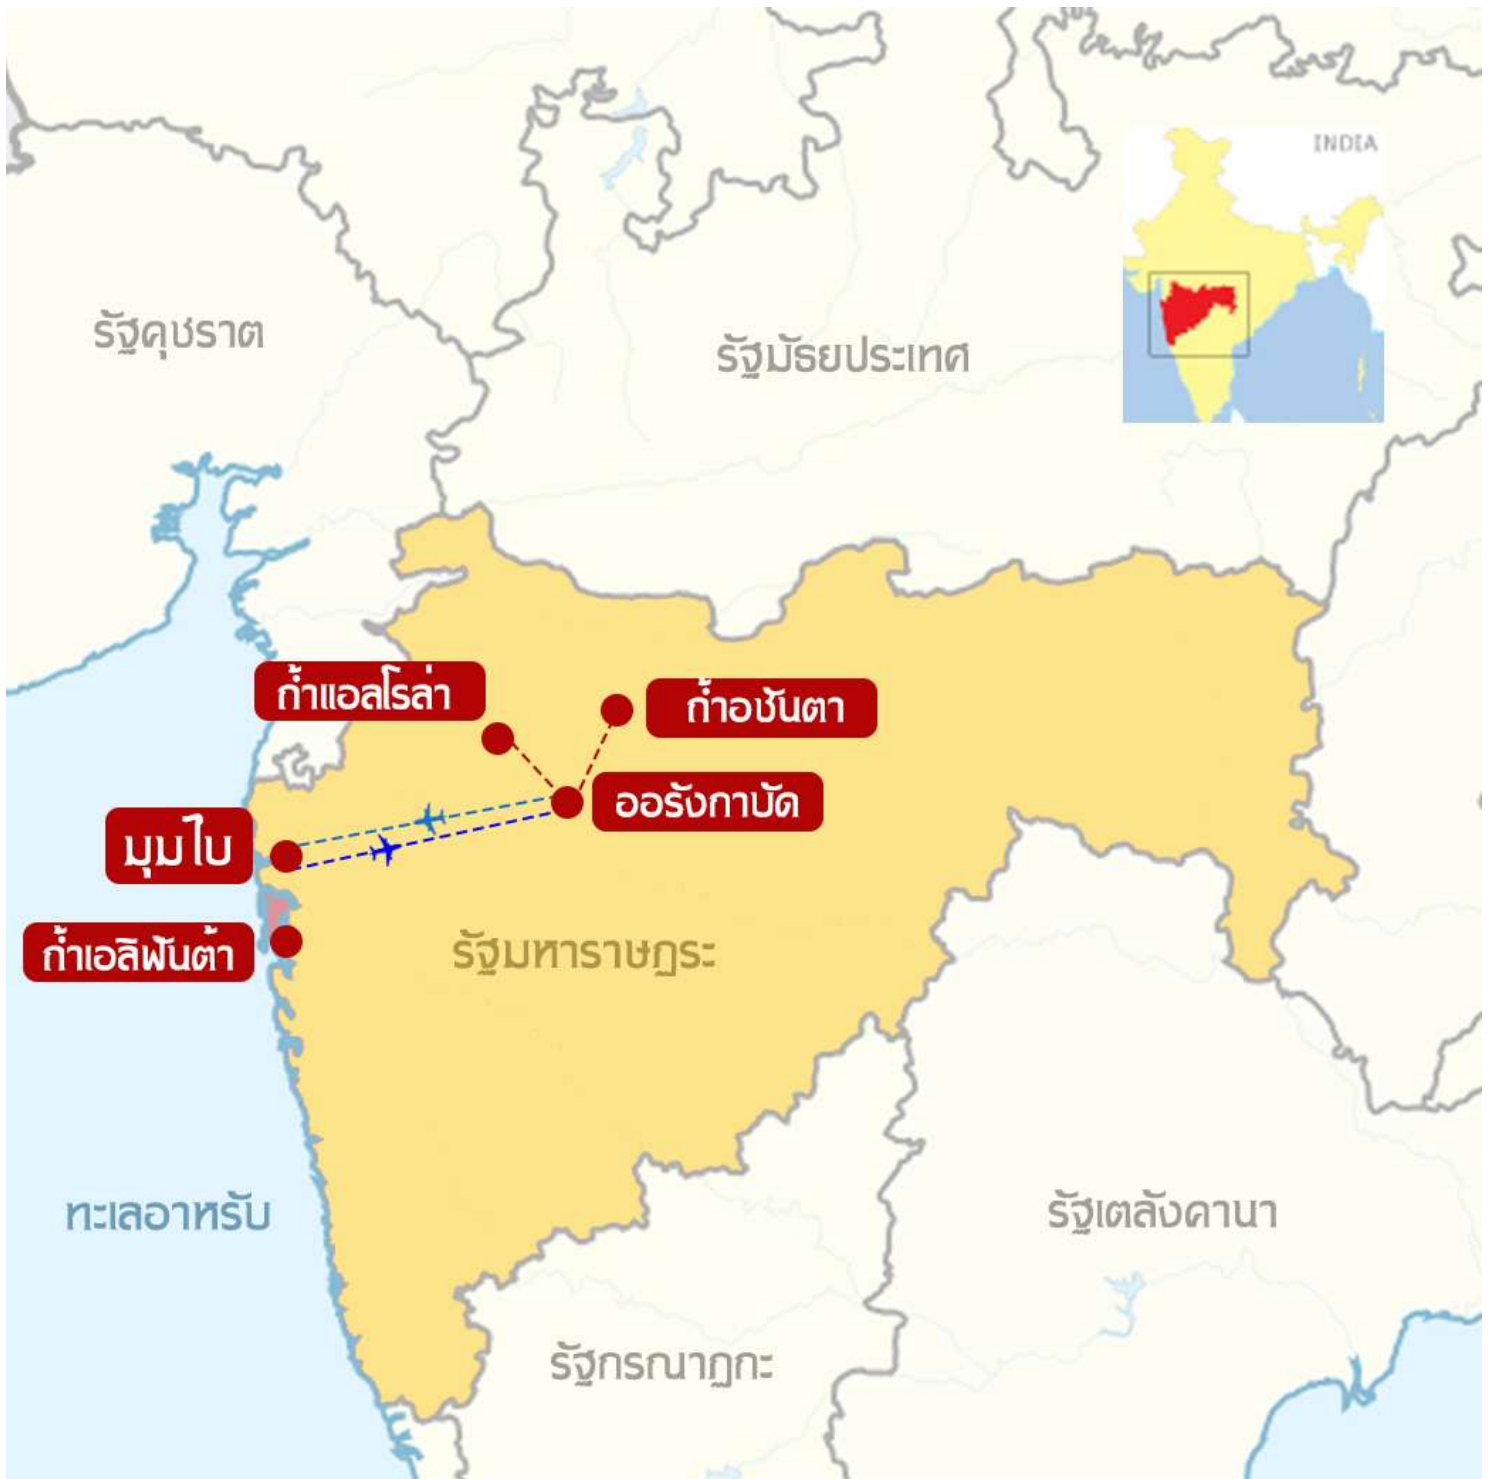 INDIA
รัฐคุชราต
รัฐมัธยประเทศ
ถ้ำแอลโรล่า
ถ้ำอชันตา
ออรังกาบัด
มุมไบ
ถ้ำเอลิฟันต้า
รัฐมหาราษฎระ
ทะเลอาหรับ
รัฐเตลังคานา
รัฐกรณาฏกะ